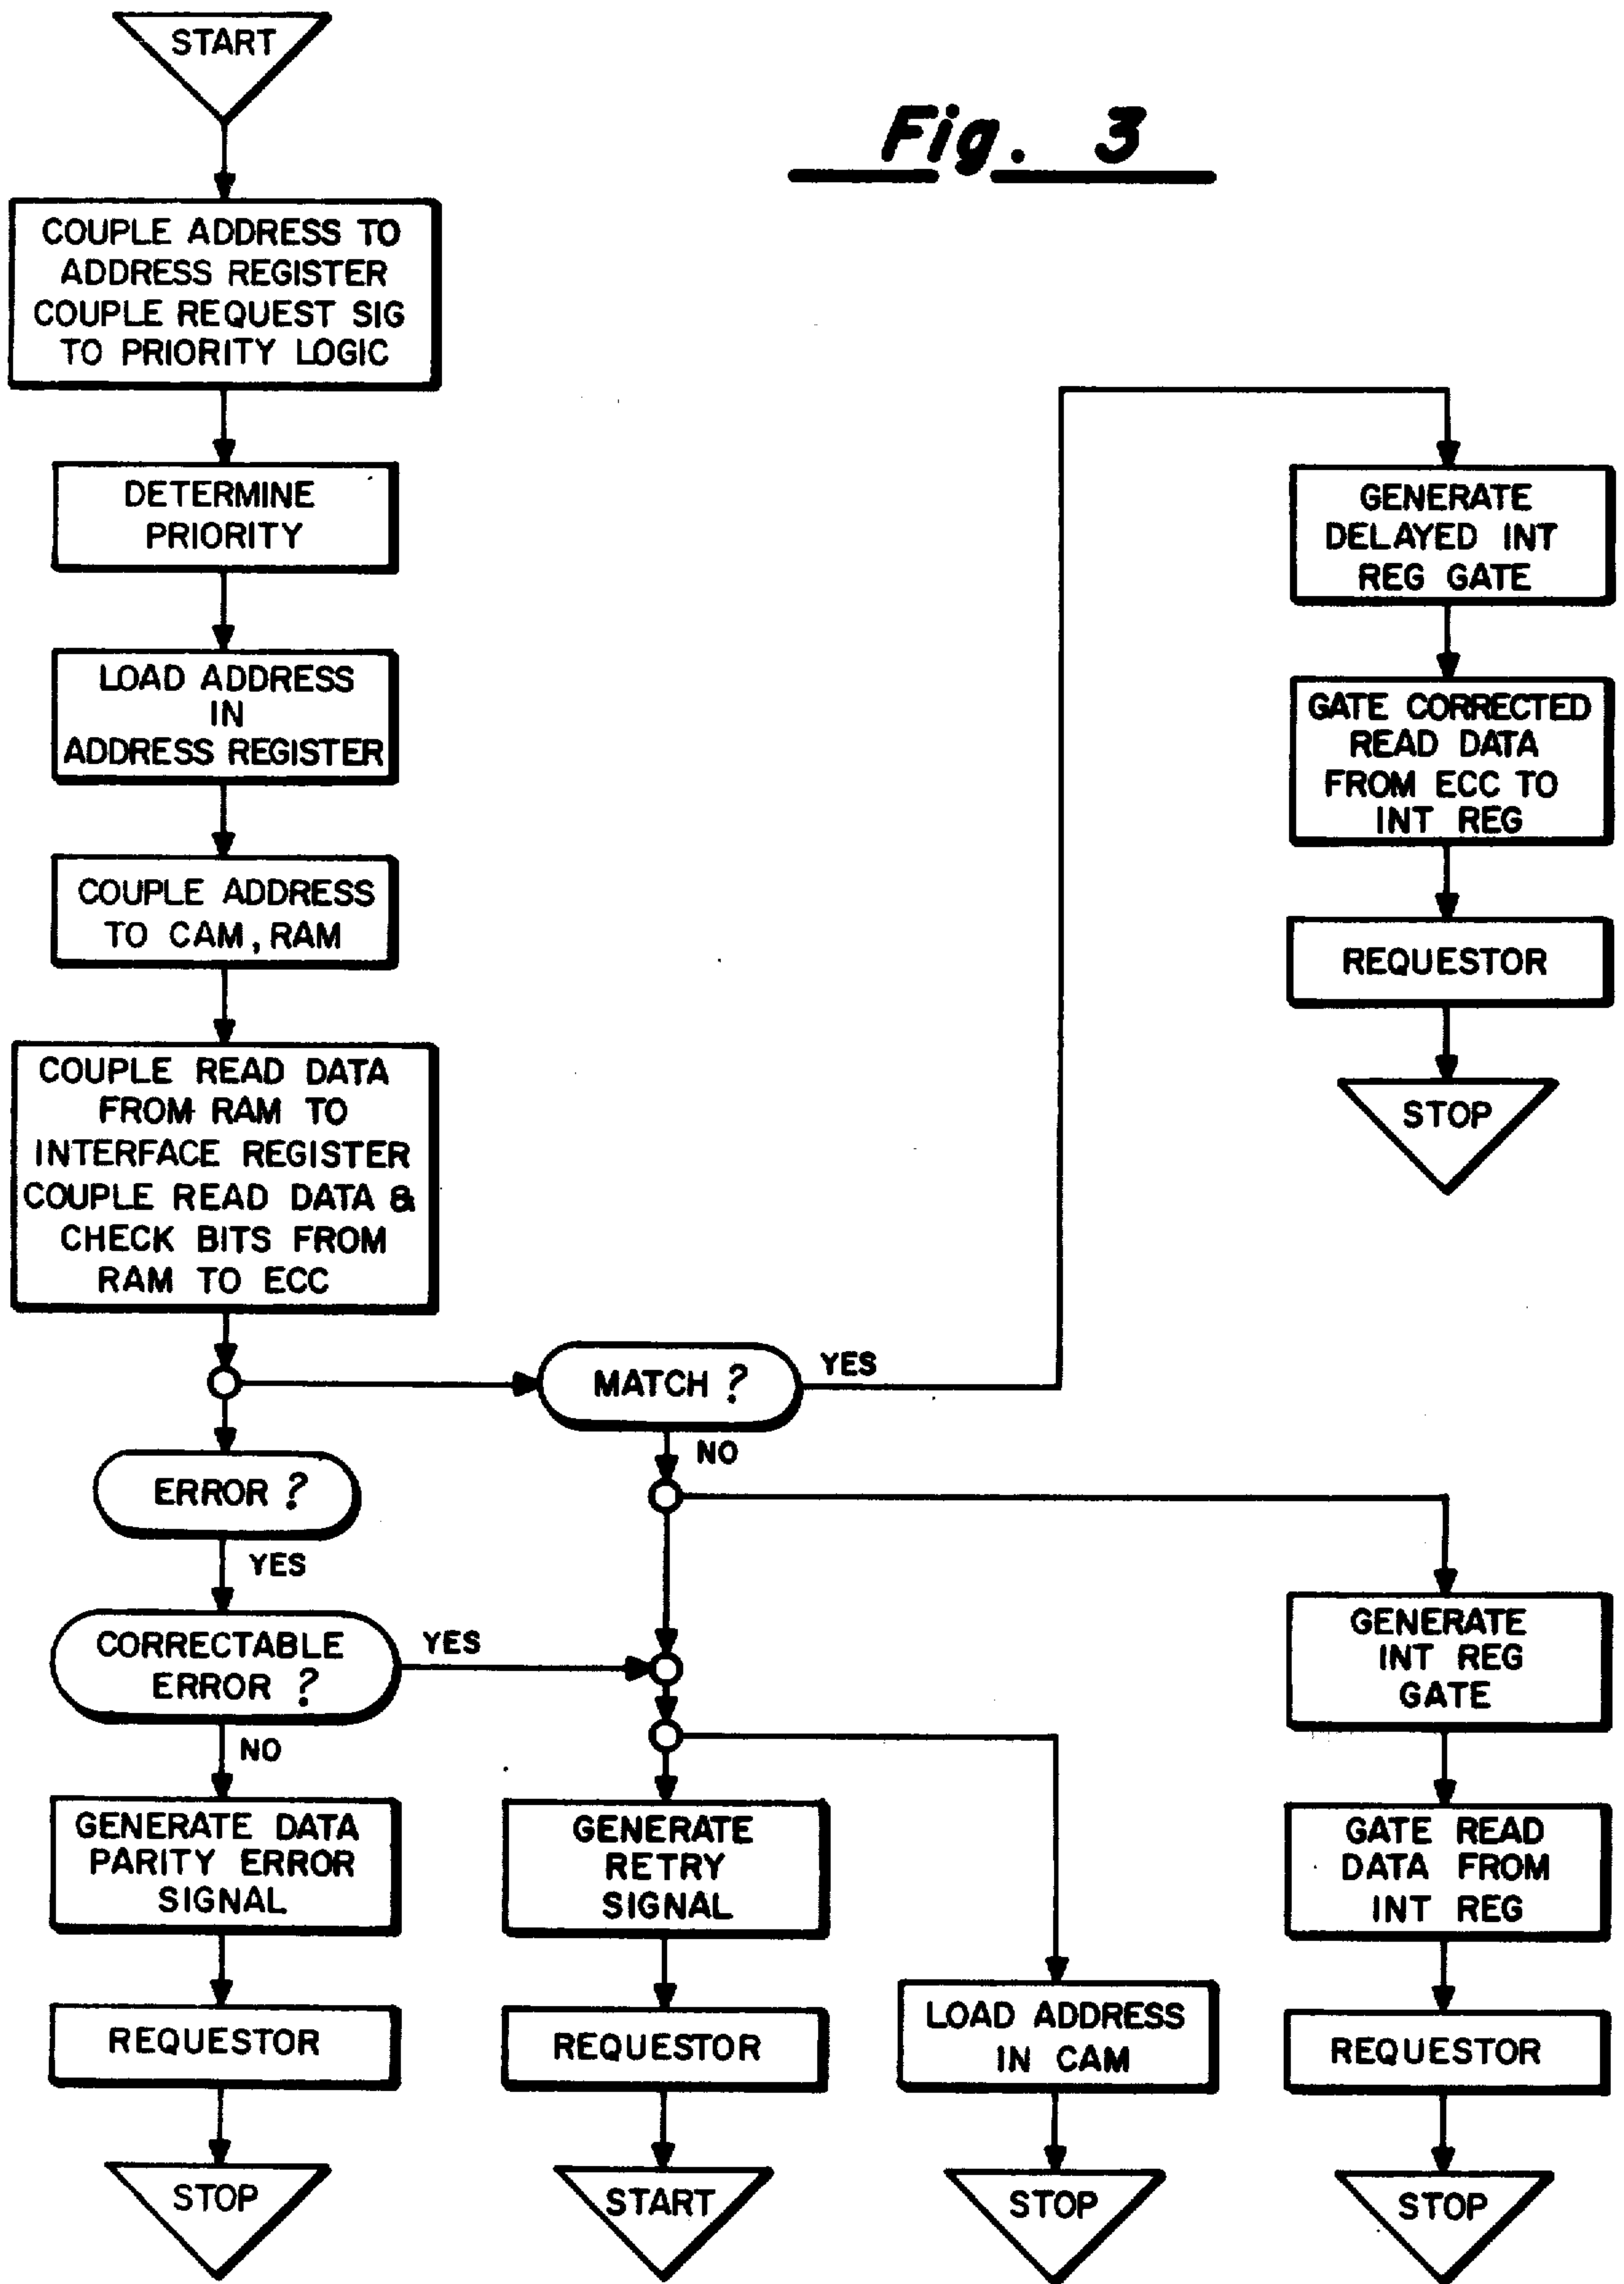 START
Fig. 3
COUPLE ADDRESS TO
ADDRESS REGISTER
COUPLE REQUEST SIG
TO PRIORITY LOGIC
DETERMINE
PRIORITY
LOAD ADDRESS
IN
ADDRESS REGISTER
COUPLE ADDRESS
TO CAM, RAM
COUPLE READ DATA
FROM RAM TO
INTERFACE REGISTER
COUPLE READ DATA &
CHECK BITS FROM
RAM TO ECC
MATCH ?
YES
NO
GENERATE
DELAYED INT
REG GATE
GATE CORRECTED
READ DATA
FROM ECC TO
INT REG
REQUESTOR
STOP
ERROR ?
YES
CORRECTABLE
ERROR ?
YES
NO
GENERATE DATA
PARITY ERROR
SIGNAL
REQUESTOR
STOP
GENERATE
RETRY
SIGNAL
REQUESTOR
START
LOAD ADDRESS
IN CAM
STOP
GENERATE
INT REG
GATE
GATE READ
DATA FROM
INT REG
REQUESTOR
STOP